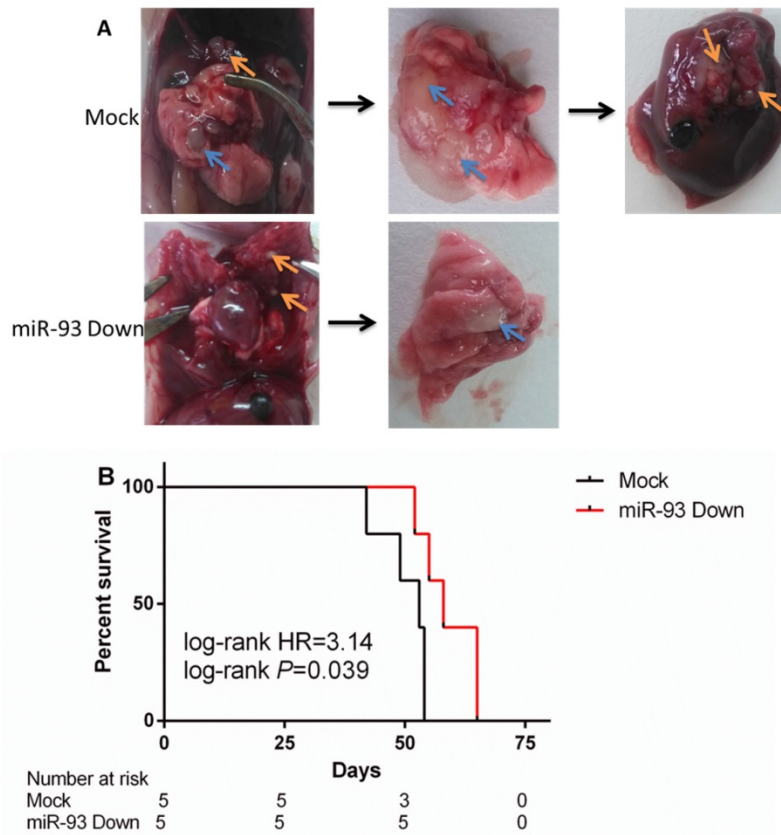 A
Mock
miR-93 Down
B
Mock
miR-93 Down
Percent survival
100
50
0
log-rank HR=3.14
log-rank P=0.039
0 25 50 75
Days
Number at risk
Mock 5 5 3 0
miR-93 Down 5 5 5 0